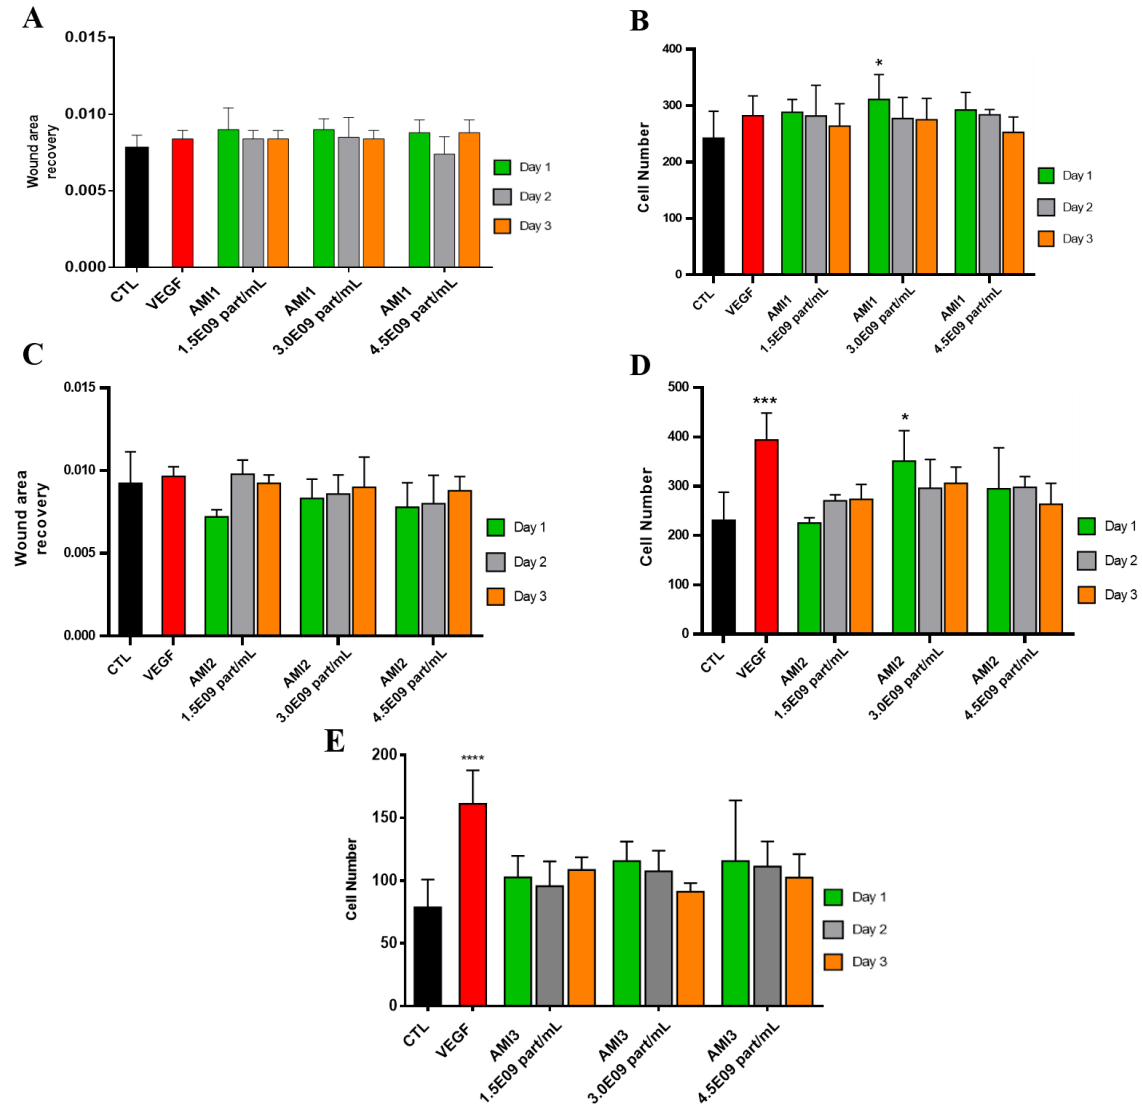 A
Wound area
recovery
0.015
0.010
0.005
0.000
CTL
VEGF
AMI1
1.5E09 part/mL
AMI1
3.0E09 part/mL
AMI1
4.5E09 part/mL
Day 1
Day 2
Day 3
B
Cell Number
400
300
200
100
0
*
CTL
VEGF
AMI1
1.5E09 part/mL
AMI1
3.0E09 part/mL
AMI1
4.5E09 part/mL
Day 1
Day 2
Day 3
C
Wound area
recovery
0.015
0.010
0.005
0.000
CTL
VEGF
AMI2
1.5E09 part/mL
AMI2
3.0E09 part/mL
AMI2
4.5E09 part/mL
Day 1
Day 2
Day 3
D
Cell Number
500
400
300
200
100
0
***
*
CTL
VEGF
AMI2
1.5E09 part/mL
AMI2
3.0E09 part/mL
AMI2
4.5E09 part/mL
Day 1
Day 2
Day 3
E
Cell Number
200
150
100
50
0
****
CTL
VEGF
AMI3
1.5E09 part/mL
AMI3
3.0E09 part/mL
AMI3
4.5E09 part/mL
Day 1
Day 2
Day 3